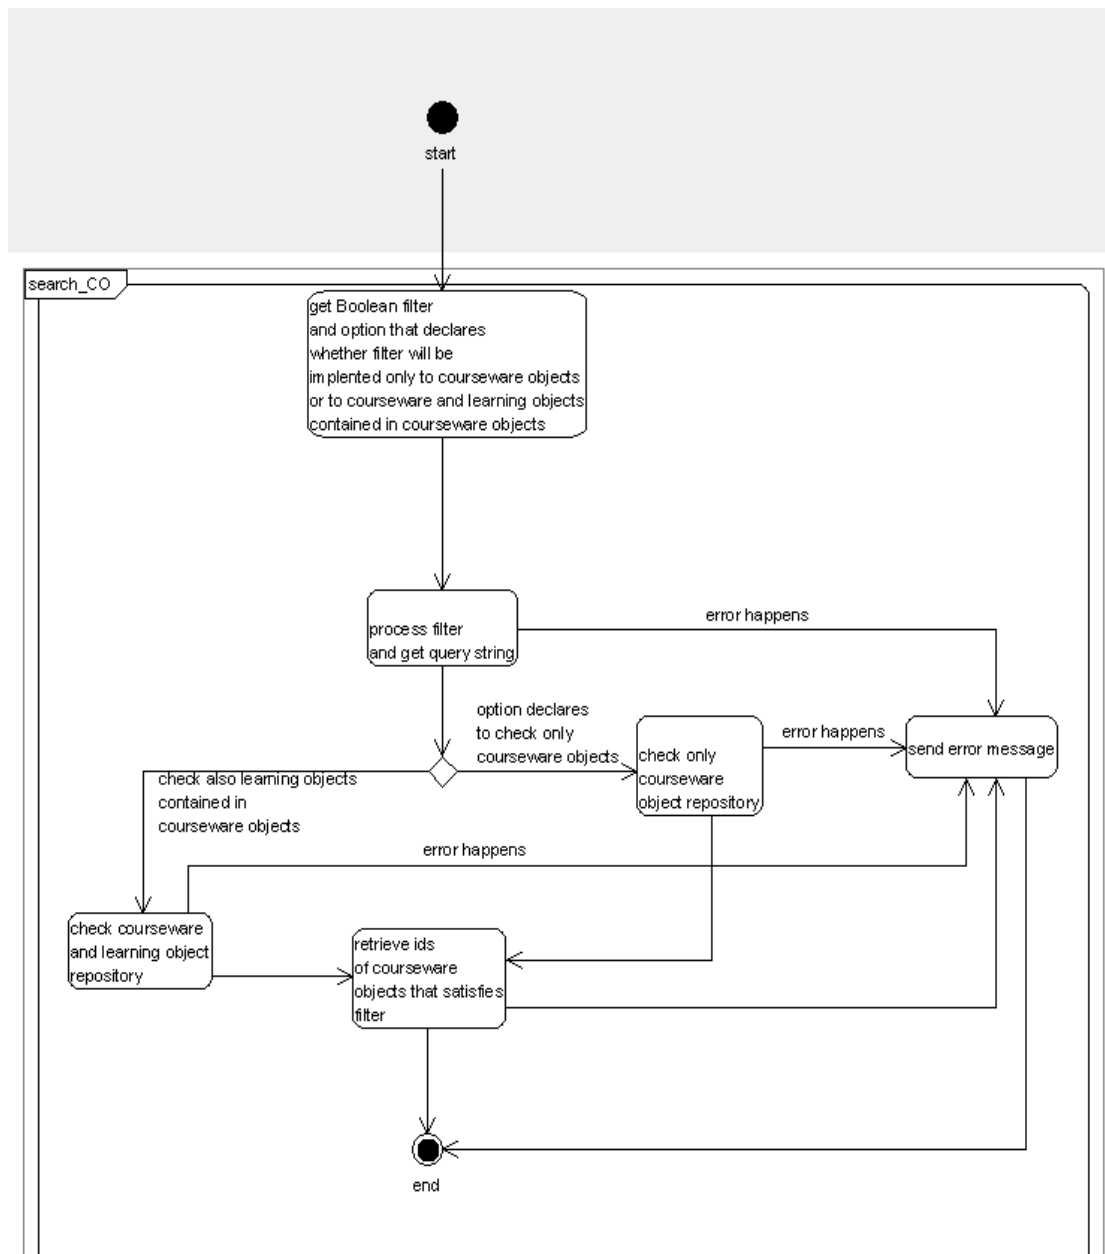 start
search_CO
get Boolean filter
and option that declares
whether filter will be
implented only to courseware objects
or to courseware and learning objects
contained in courseware objects
process filter
and get query string
error happens
option declares
to check only
courseware objects
check only
courseware
object repository
error happens
send error message
check also learning objects
contained in
courseware objects
error happens
check courseware
and learning object
repository
retrieve ids
of courseware
objects that satisfies
filter
end